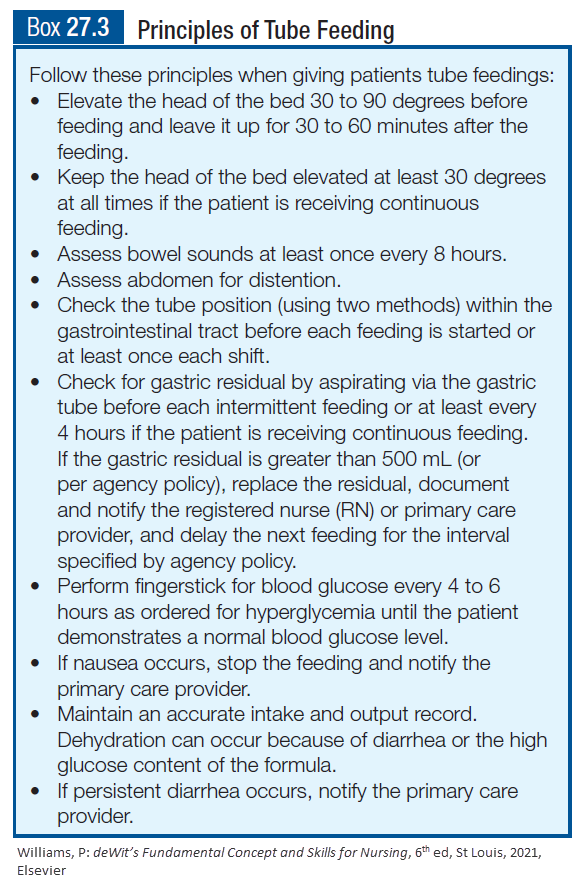 Box 27.3 Principles of Tube Feeding
Follow these principles when giving patients tube feedings:
• Elevate the head of the bed 30 to 90 degrees before
feeding and leave it up for 30 to 60 minutes after the
feeding.
• Keep the head of the bed elevated at least 30 degrees
at all times if the patient is receiving continuous
feeding.
• Assess bowel sounds at least once every 8 hours.
• Assess abdomen for distention.
• Check the tube position (using two methods) within the
gastrointestinal tract before each feeding is started or
at least once each shift.
• Check for gastric residual by aspirating via the gastric
tube before each intermittent feeding or at least every
4 hours if the patient is receiving continuous feeding.
If the gastric residual is greater than 500 mL (or
per agency policy), replace the residual, document
and notify the registered nurse (RN) or primary care
provider, and delay the next feeding for the interval
specified by agency policy.
• Perform fingerstick for blood glucose every 4 to 6
hours as ordered for hyperglycemia until the patient
demonstrates a normal blood glucose level.
• If nausea occurs, stop the feeding and notify the
primary care provider.
• Maintain an accurate intake and output record.
Dehydration can occur because of diarrhea or the high
glucose content of the formula.
• If persistent diarrhea occurs, notify the primary care
provider.
Williams, P: deWit's Fundamental Concept and Skills for Nursing, 6th ed, St Louis, 2021,
Elsevier